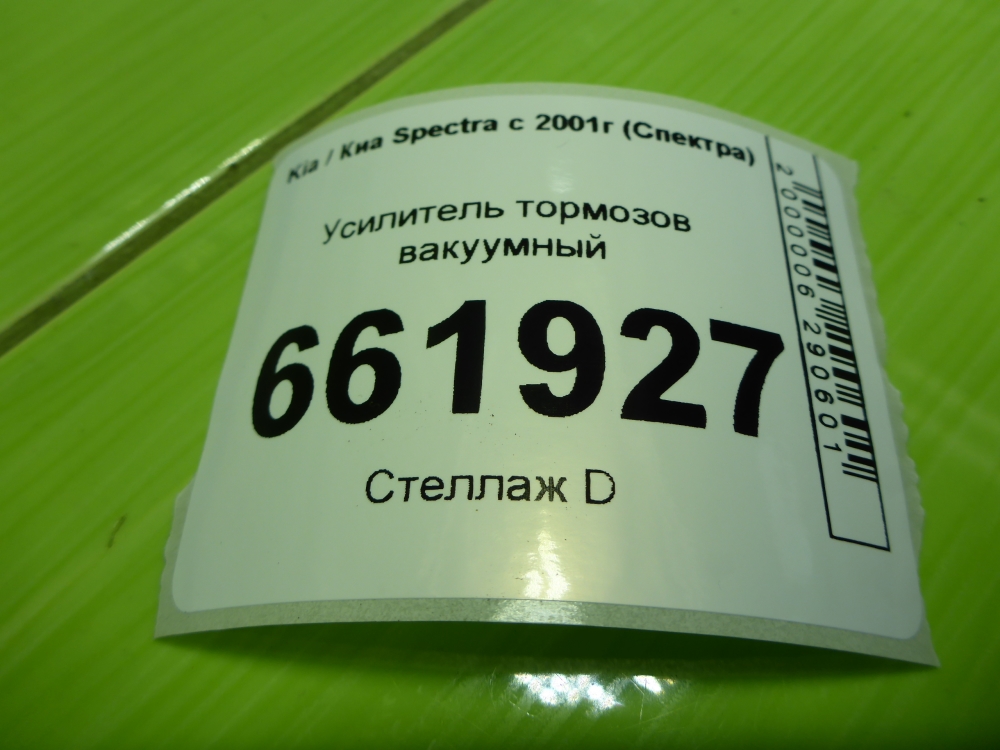 Kia / Киа Spectra с 2001г (Спектра)
Усилитель тормозов
вакуумный
661927
Стеллаж D
2000006290601